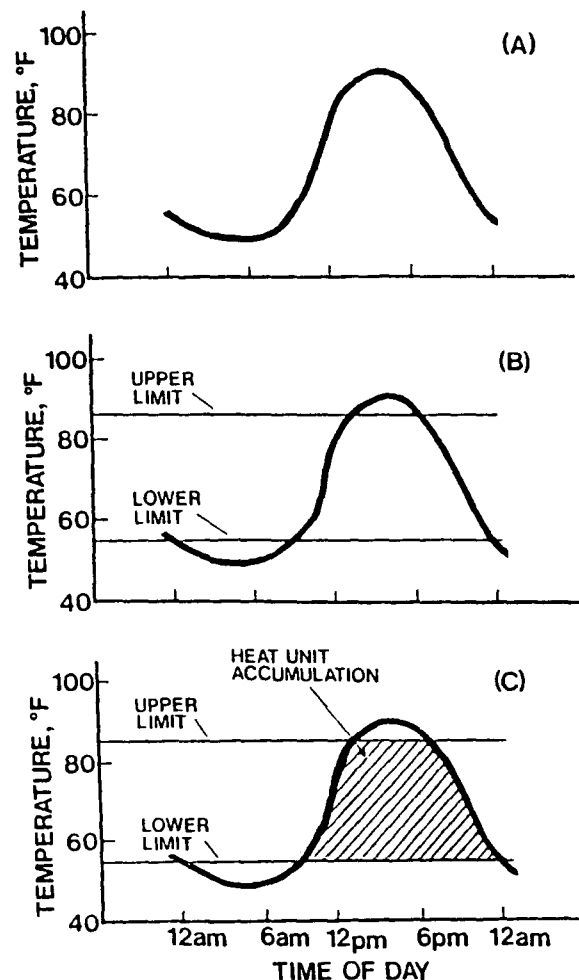 (A)
TEMPERATURE, °F
100
80
60
40
(B)
TEMPERATURE, °F
100
80
60
40
UPPER
LIMIT
LOWER
LIMIT
HEAT UNIT
ACCUMULATION
(C)
TEMPERATURE, °F
100
80
60
40
UPPER
LIMIT
LOWER
LIMIT
12am 6am 12pm 6pm 12am
TIME OF DAY